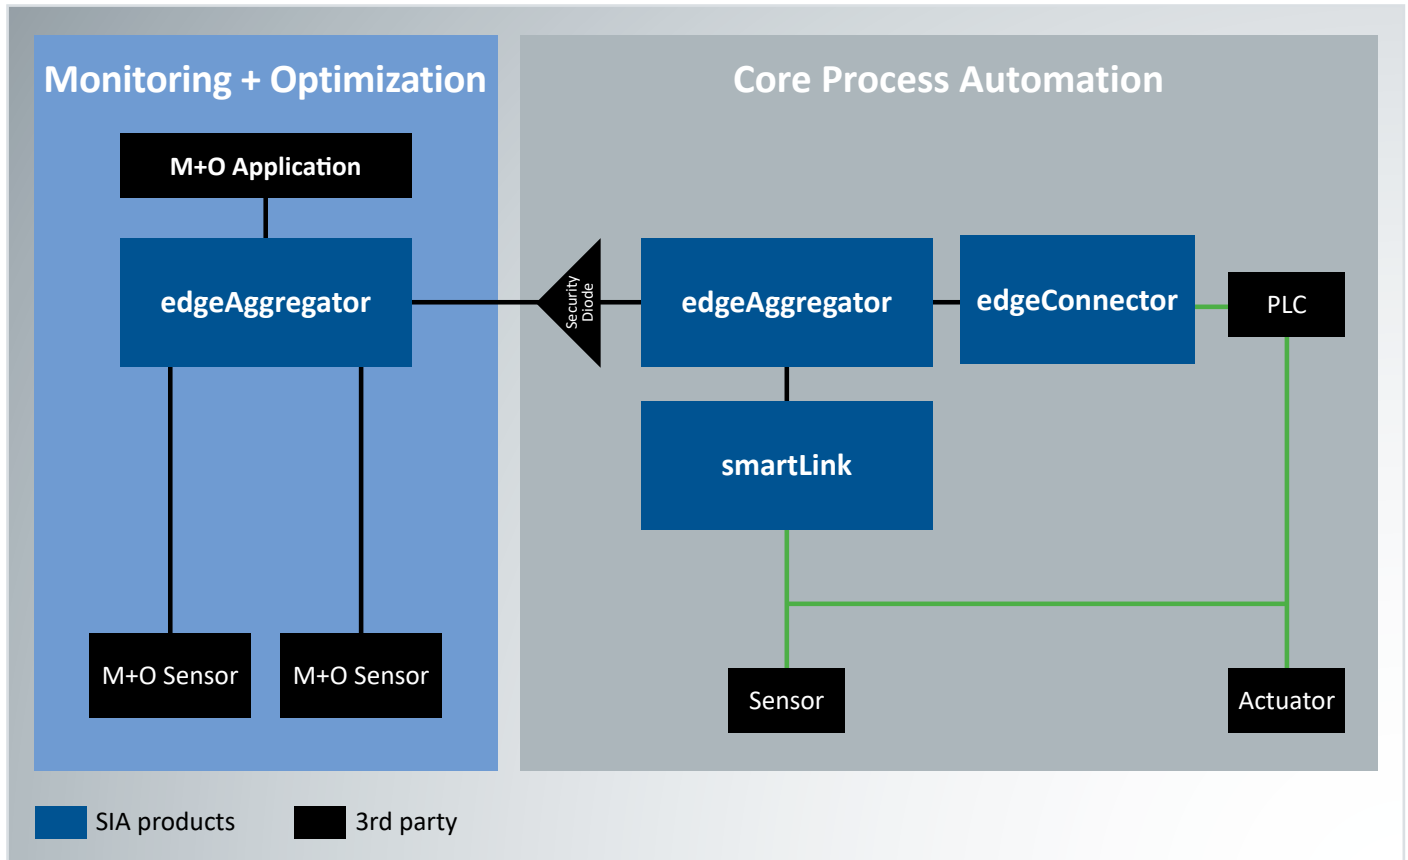 Monitoring + Optimization
M+O Application
edgeAggregator
M+O Sensor
M+O Sensor
Core Process Automation
Security
Diode
edgeAggregator
edgeConnector
PLC
smartLink
Sensor
Actuator
SIA products
3rd party